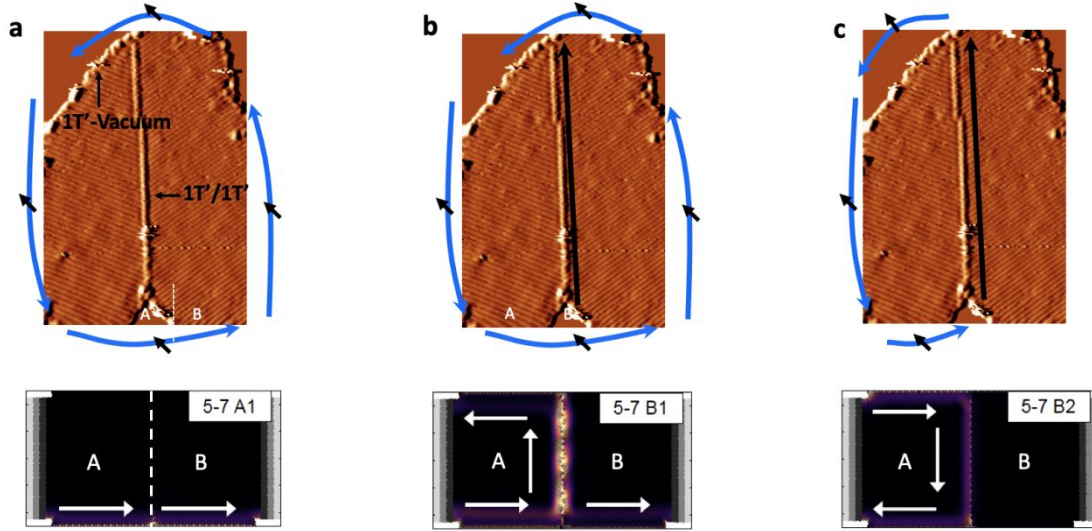 a
b
c
1T’-Vacuum
1T’/1T’
A B
A B
5-7 A1
A B
5-7 B1
A B
5-7 B2
A B